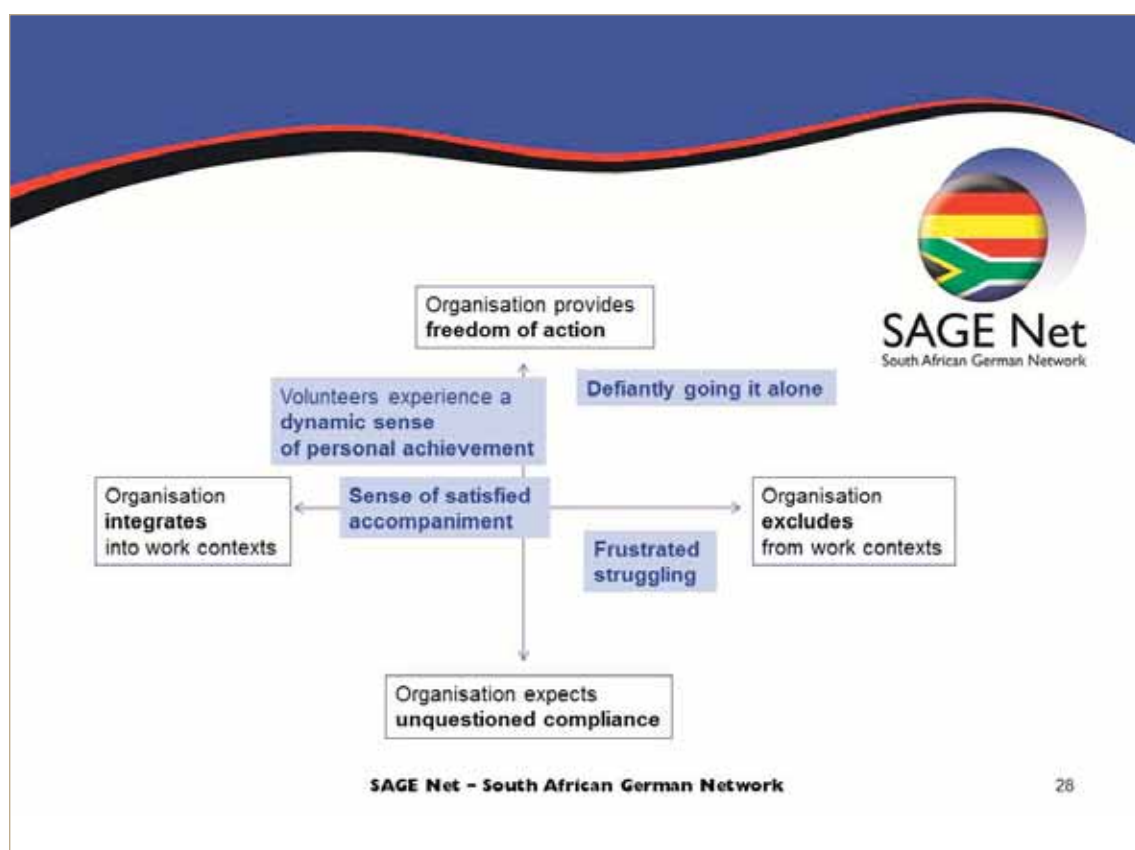 SAGE Net
South African German Network
Organisation provides
freedom of action
Volunteers experience a
dynamic sense
of personal achievement
Defiantly going it alone
Organisation
integrates
into work contexts
Sense of satisfied
accompaniment
Organisation
excludes
from work contexts
Frustrated
struggling
Organisation expects
unquestioned compliance
SAGE Net – South African German Network
28